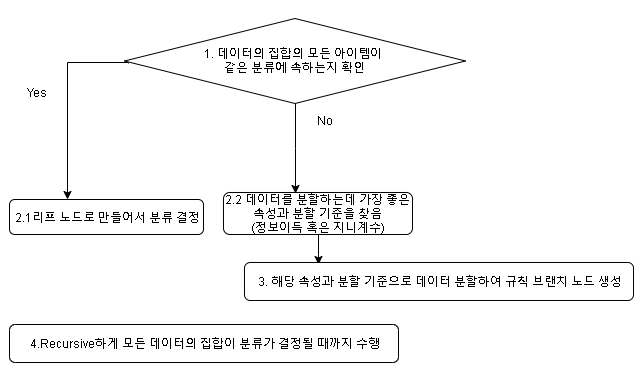 1. 데이터의 집합의 모든 아이템이
같은 분류에 속하는지 확인
Yes
No
2.1리프 노드로 만들어서 분류 결정
2.2 데이터를 분할하는데 가장 좋은
속성과 분할 기준을 찾음
(정보이득 혹은 지니계수)
3. 해당 속성과 분할 기준으로 데이터 분할하여 규칙 브랜치 노드 생성
4.Recursive하게 모든 데이터의 집합이 분류가 결정될 때까지 수행